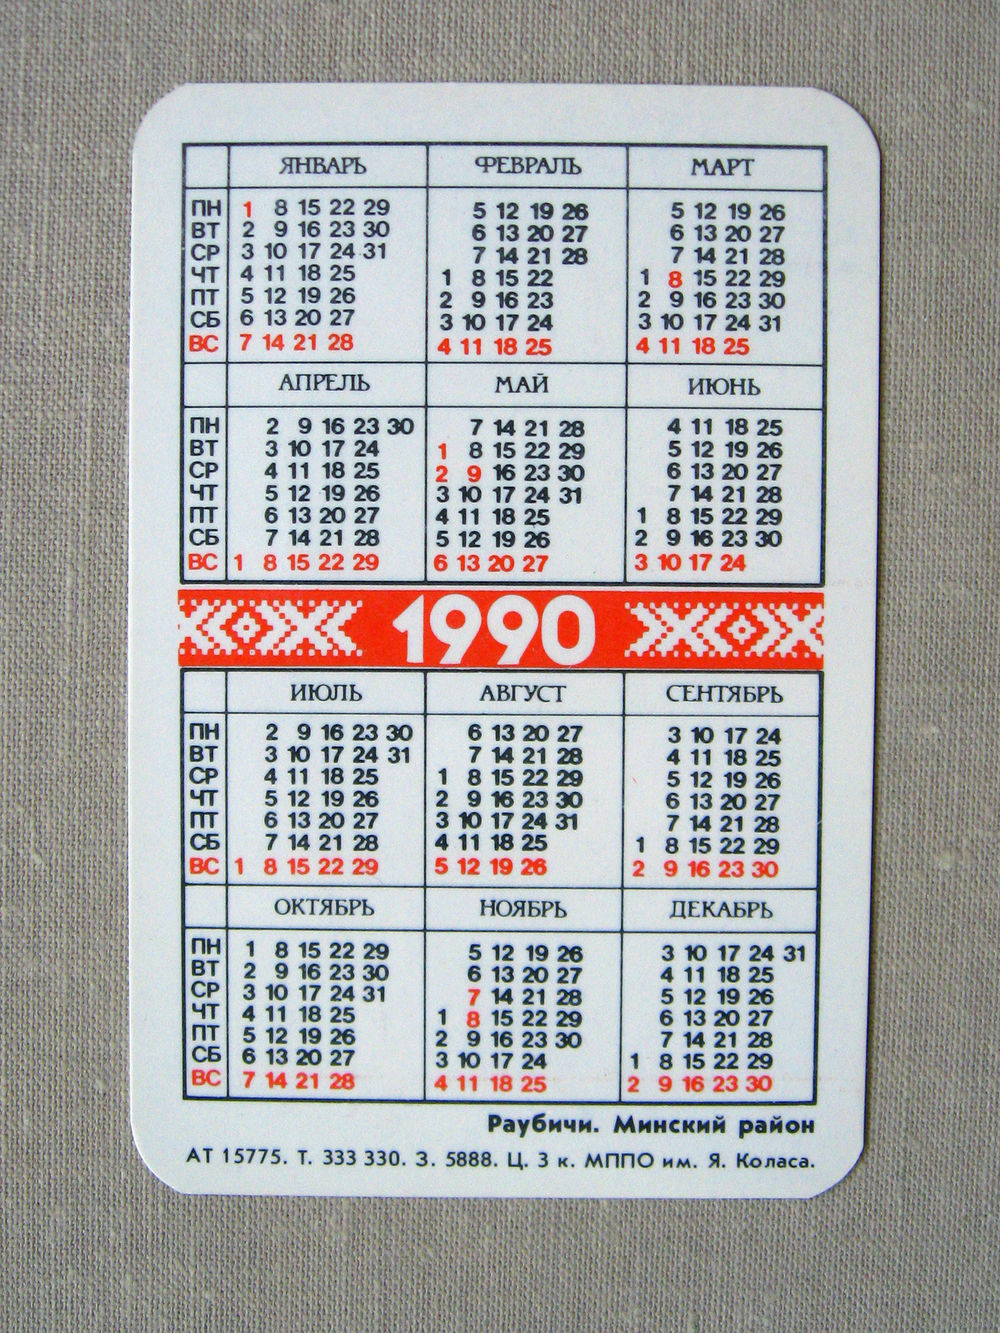 ЯНВАРЬ ФЕВРАЛЬ МАРТ
ПН 1 8 15 22 29 5 12 19 26 5 12 19 26
ВТ 2 9 16 23 30 6 13 20 27 6 13 20 27
СР 3 10 17 24 31 7 14 21 28 7 14 21 28
ЧТ 4 11 18 25 1 8 15 22 1 8 15 22 29
ПТ 5 12 19 26 2 9 16 23 2 9 16 23 30
СБ 6 13 20 27 3 10 17 24 3 10 17 24 31
ВС 7 14 21 28 4 11 18 25 4 11 18 25
АПРЕЛЬ МАЙ ИЮНЬ
ПН 2 9 16 23 30 7 14 21 28 4 11 18 25
ВТ 3 10 17 24 1 8 15 22 29 5 12 19 26
СР 4 11 18 25 2 9 16 23 30 6 13 20 27
ЧТ 5 12 19 26 3 10 17 24 31 7 14 21 28
ПТ 6 13 20 27 4 11 18 25 1 8 15 22 29
СБ 7 14 21 28 5 12 19 26 2 9 16 23 30
ВС 1 8 15 22 29 6 13 20 27 3 10 17 24
1990
ИЮЛЬ АВГУСТ СЕНТЯБРЬ
ПН 2 9 16 23 30 6 13 20 27 3 10 17 24
ВТ 3 10 17 24 31 7 14 21 28 4 11 18 25
СР 4 11 18 25 1 8 15 22 29 5 12 19 26
ЧТ 5 12 19 26 2 9 16 23 30 6 13 20 27
ПТ 6 13 20 27 3 10 17 24 31 7 14 21 28
СБ 7 14 21 28 4 11 18 25 1 8 15 22 29
ВС 1 8 15 22 29 5 12 19 26 2 9 16 23 30
ОКТЯБРЬ НОЯБРЬ ДЕКАБРЬ
ПН 1 8 15 22 29 5 12 19 26 3 10 17 24 31
ВТ 2 9 16 23 30 6 13 20 27 4 11 18 25
СР 3 10 17 24 31 7 14 21 28 5 12 19 26
ЧТ 4 11 18 25 1 8 15 22 29 6 13 20 27
ПТ 5 12 19 26 2 9 16 23 30 7 14 21 28
СБ 6 13 20 27 3 10 17 24 1 8 15 22 29
ВС 7 14 21 28 4 11 18 25 2 9 16 23 30
Раубичи. Минский район
АТ 15775. Т. 333 330. З. 5888. Ц. 3 к. МППО им. Я. Коласа.